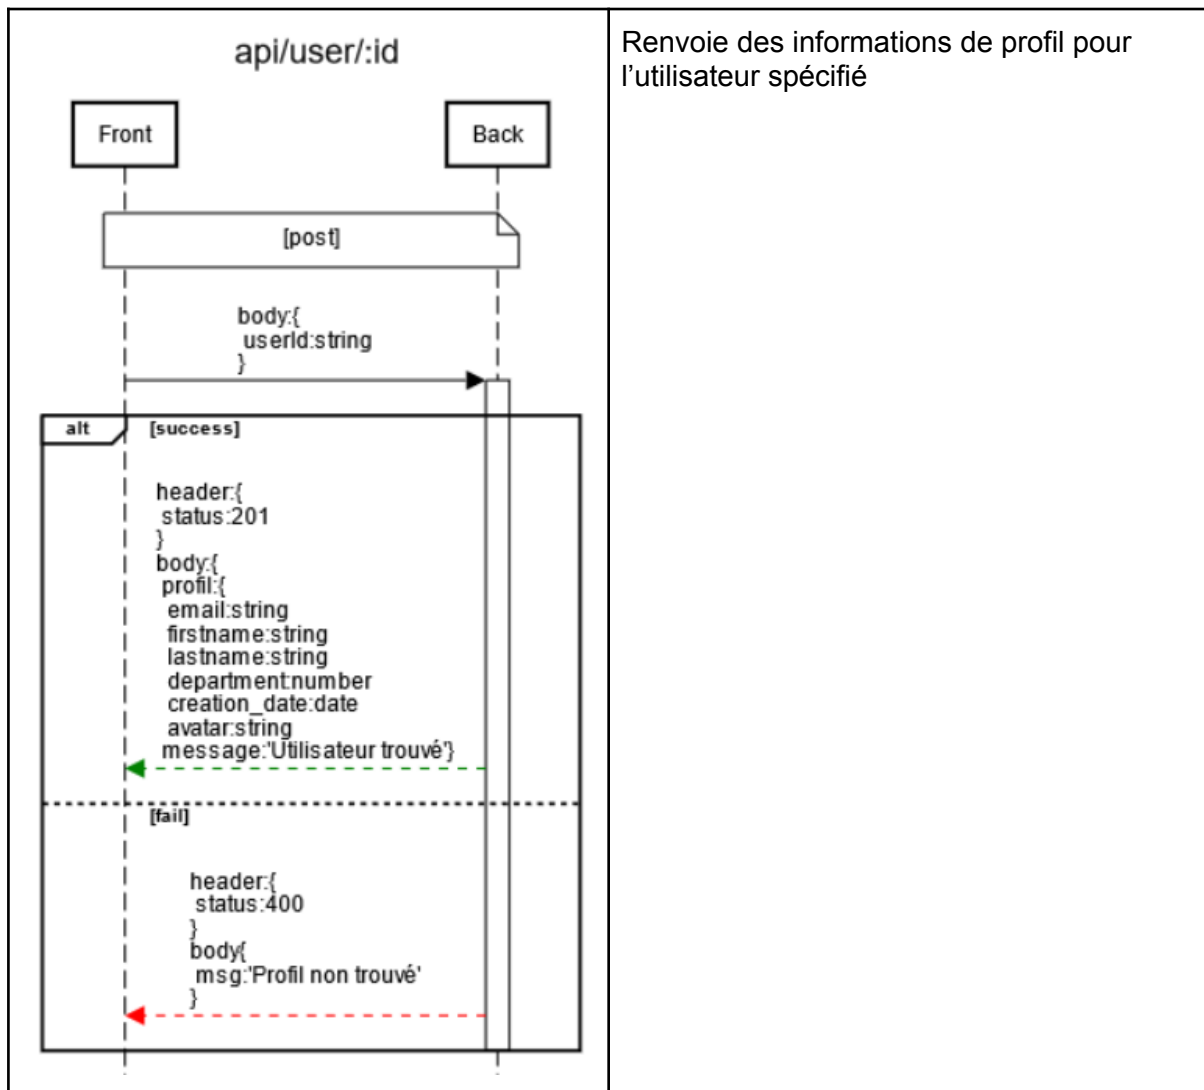 api/user/:id
Renvoie des informations de profil pour
l’utilisateur spécifié
Front
Back
[post]
body:{
userId:string
}
alt
[success]
header:{
status:201
}
body:{
profil:{
email:string
firstname:string
lastname:string
department:number
creation_date:date
avatar:string
message:'Utilisateur trouvé'}
[fail]
header:{
status:400
}
body{
msg:'Profil non trouvé'
}